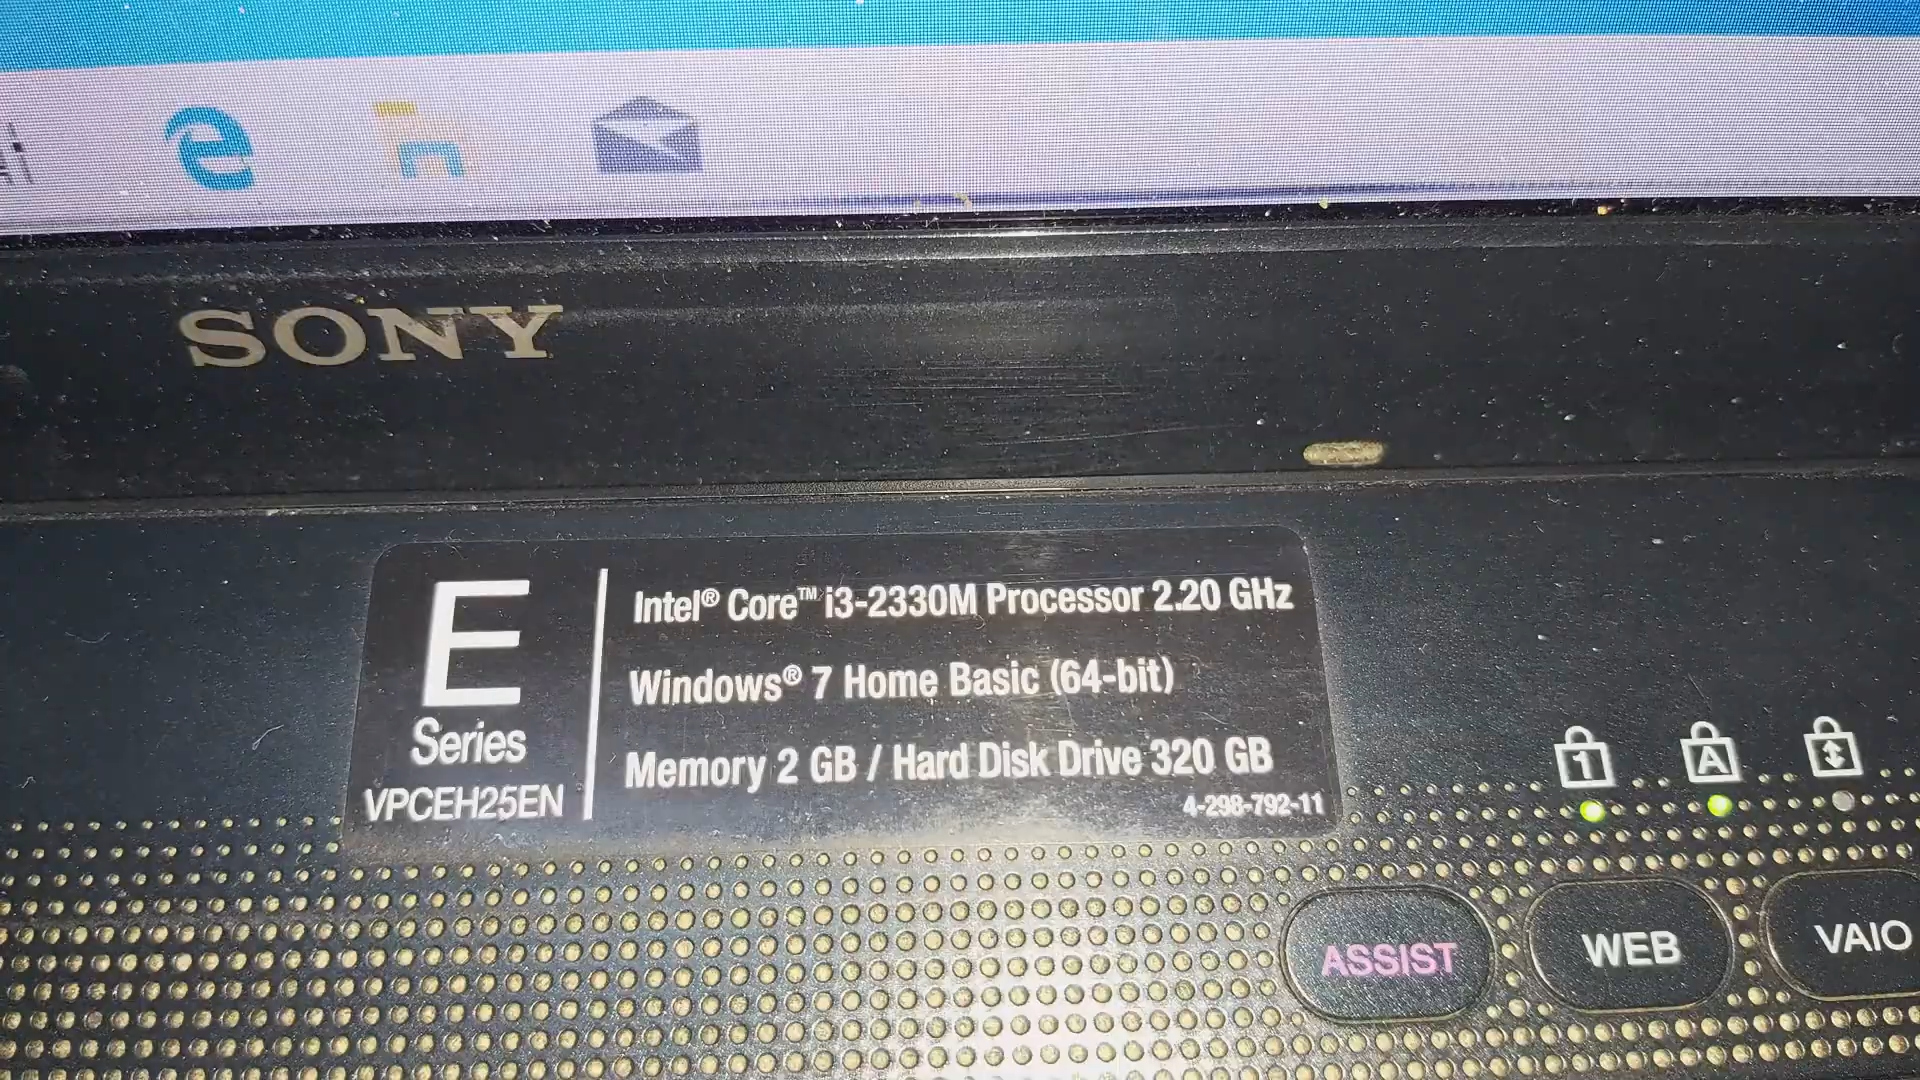 SONY
E
Series
VPCEH25EN
Intel® Core™ i3-2330M Processor 2.20 GHz
Windows® 7 Home Basic (64-bit)
Memory 2 GB / Hard Disk Drive 320 GB
4-298-792-11
1
A
ASSIST
WEB
VAIO